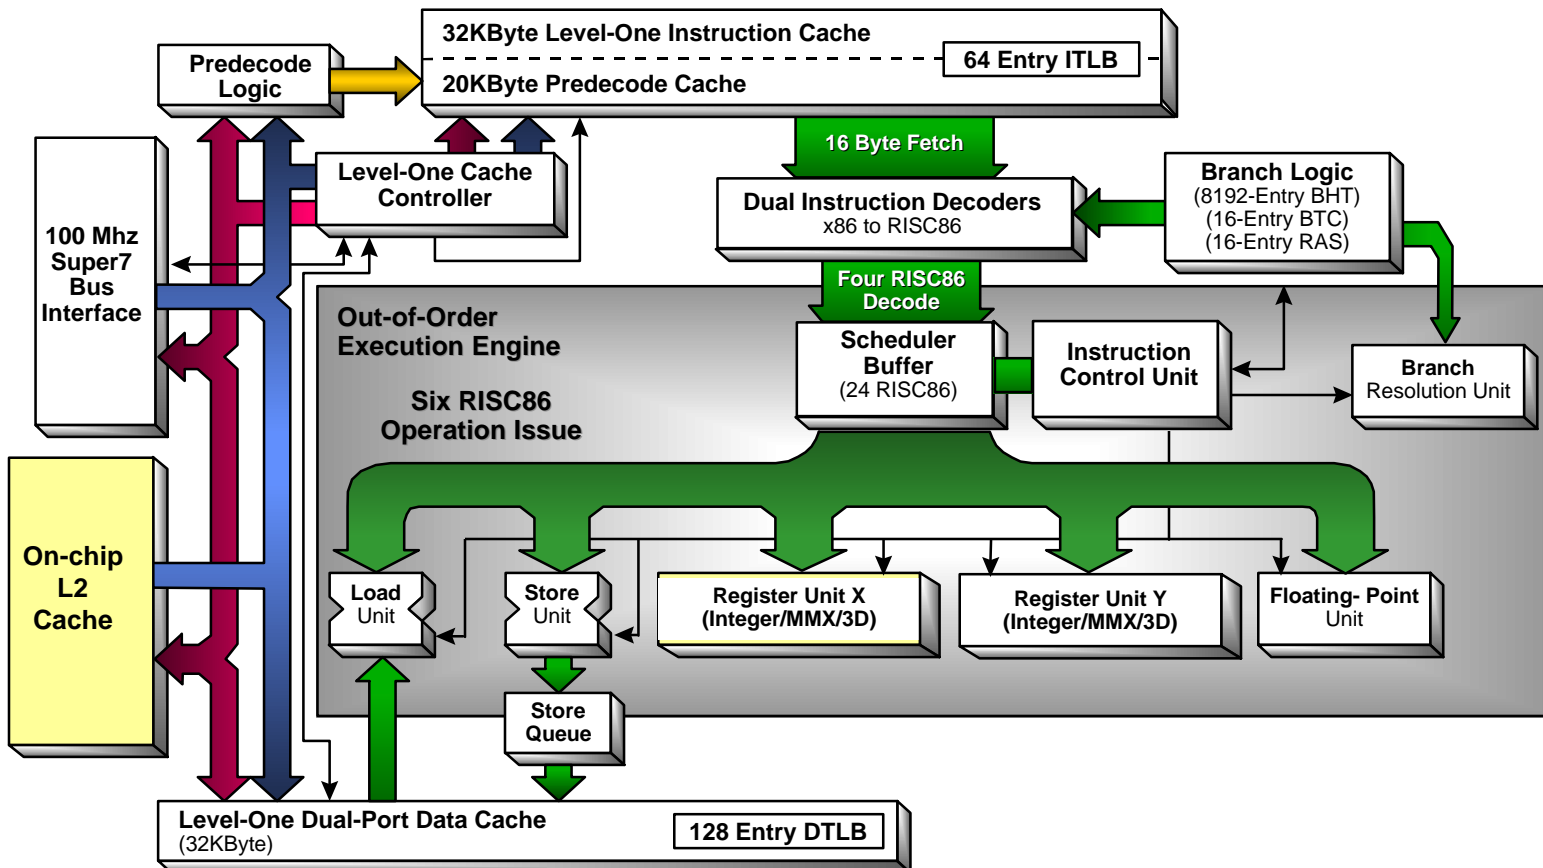 32KByte Level-One Instruction Cache
64 Entry ITLB
20KByte Predecode Cache
Predecode
Logic
16 Byte Fetch
Level-One Cache
Controller
Dual Instruction Decoders
x86 to RISC86
Branch Logic
(8192-Entry BHT)
(16-Entry BTC)
(16-Entry RAS)
100 Mhz
Super7
Bus
Interface
Four RISC86
Decode
Out-of-Order
Execution Engine
Scheduler
Buffer
(24 RISC86)
Instruction
Control Unit
Branch
Resolution Unit
Six RISC86
Operation Issue
On-chip
L2
Cache
Load
Unit
Store
Unit
Register Unit X
(Integer/MMX/3D)
Register Unit Y
(Integer/MMX/3D)
Floating- Point
Unit
Store
Queue
Level-One Dual-Port Data Cache
(32KByte)
128 Entry DTLB